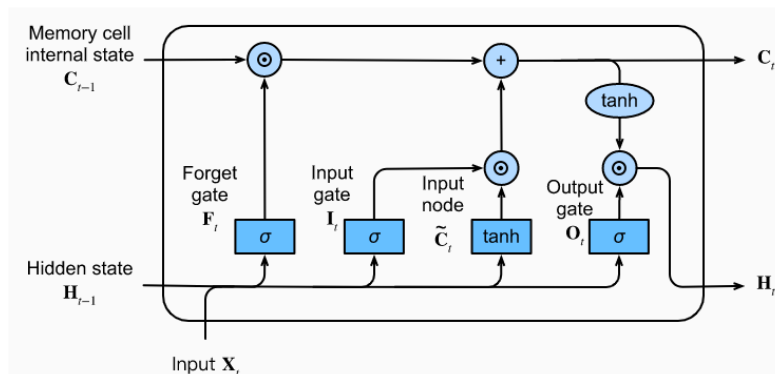 Memory cell
internal state
C_{t-1}
C_t
⊙
+
tanh
⊙
⊙
Forget
gate
F_t
Input
gate
I_t
Input
node
C̃_t
Output
gate
O_t
σ
σ
tanh
σ
Hidden state
H_{t-1}
H_t
Input X_t